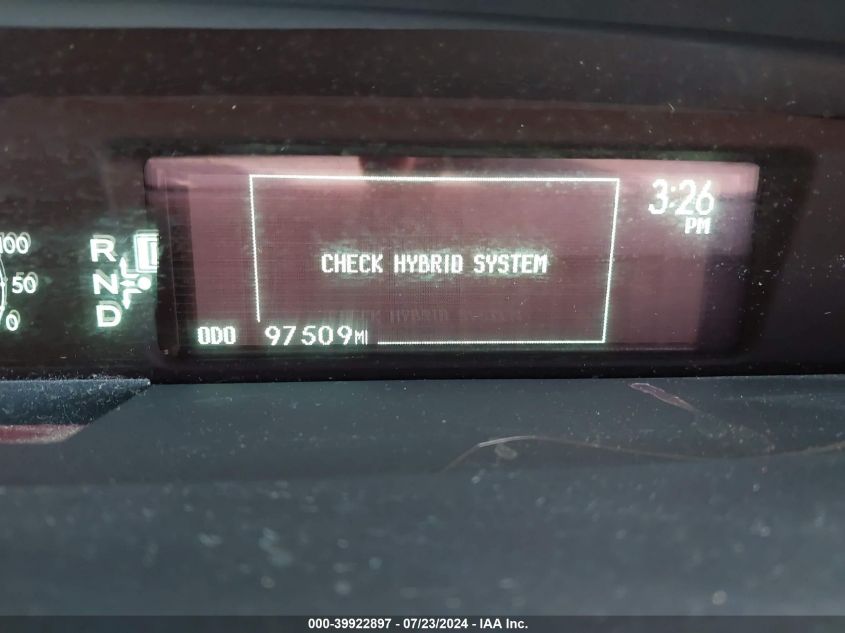 3:26
PM
100
50
0
R
N
D
CHECK HYBRID SYSTEM
ODO 97509MI
000-39922897 - 07/23/2024 - IAA Inc.